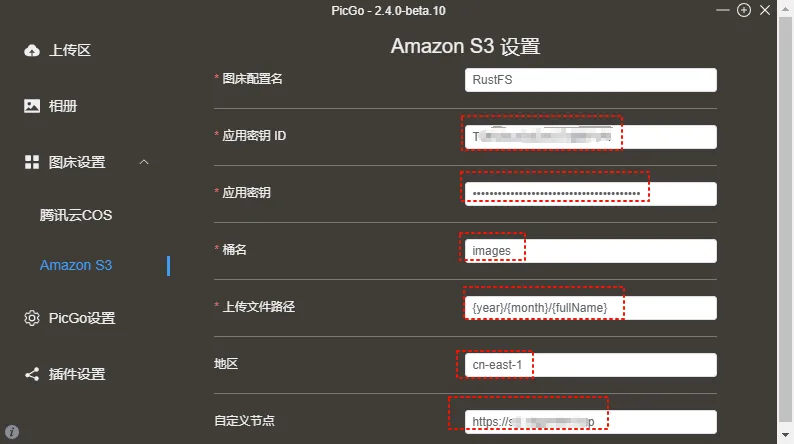 PicGo - 2.4.0-beta.10
上传区
相册
图床设置
腾讯云COS
Amazon S3
PicGo设置
插件设置
Amazon S3 设置
* 图床配置名
RustFS
* 应用密钥 ID
* 应用密钥
* 桶名
images
* 上传文件路径
{year}/{month}/{fullName}
地区
cn-east-1
自定义节点